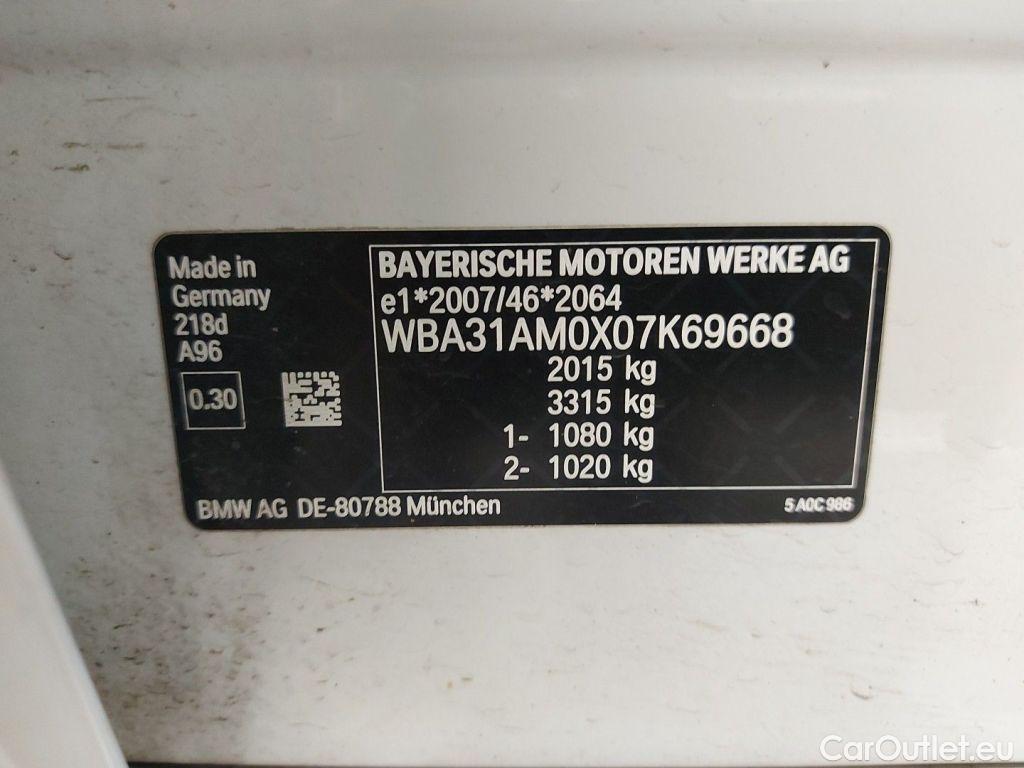 Made in
Germany
218d
A96
0.30
BAYERISCHE MOTOREN WERKE AG
e1*2007/46*2064
WBA31AM0X07K69668
2015 kg
3315 kg
1- 1080 kg
2- 1020 kg
BMW AG DE-80788 München
5 A0C 986
CarOutlet.eu